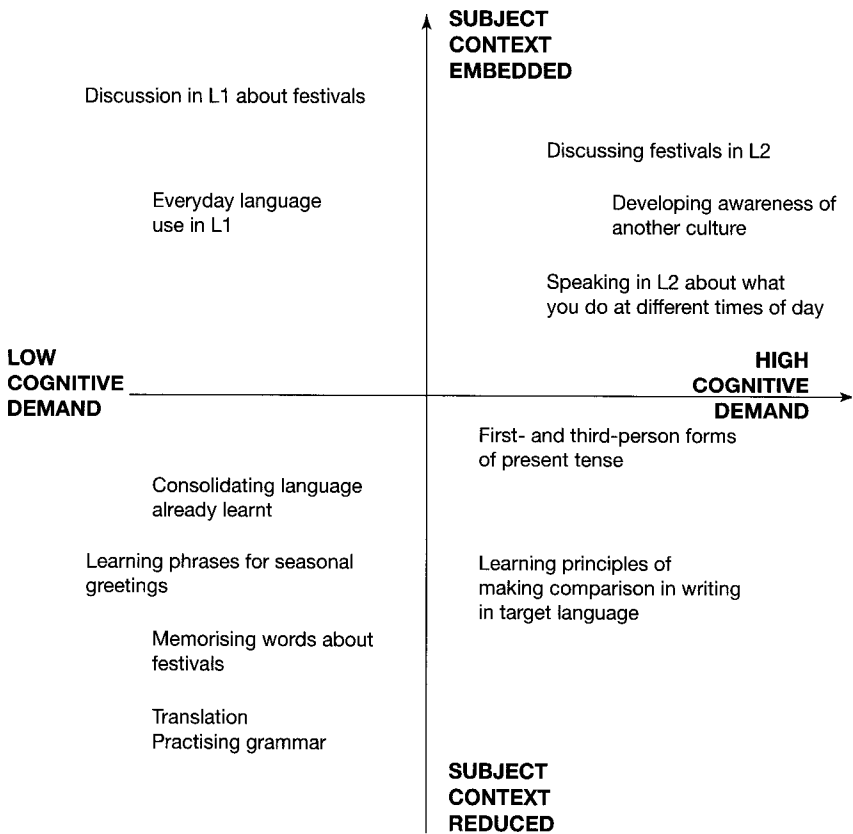 SUBJECT
CONTEXT
EMBEDDED
Discussion in L1 about festivals
Discussing festivals in L2
Everyday language
use in L1
Developing awareness of
another culture
Speaking in L2 about what
you do at different times of day
LOW
COGNITIVE
DEMAND
HIGH
COGNITIVE
DEMAND
First- and third-person forms
of present tense
Consolidating language
already learnt
Learning phrases for seasonal
greetings
Learning principles of
making comparison in writing
in target language
Memorising words about
festivals
Translation
Practising grammar
SUBJECT
CONTEXT
REDUCED